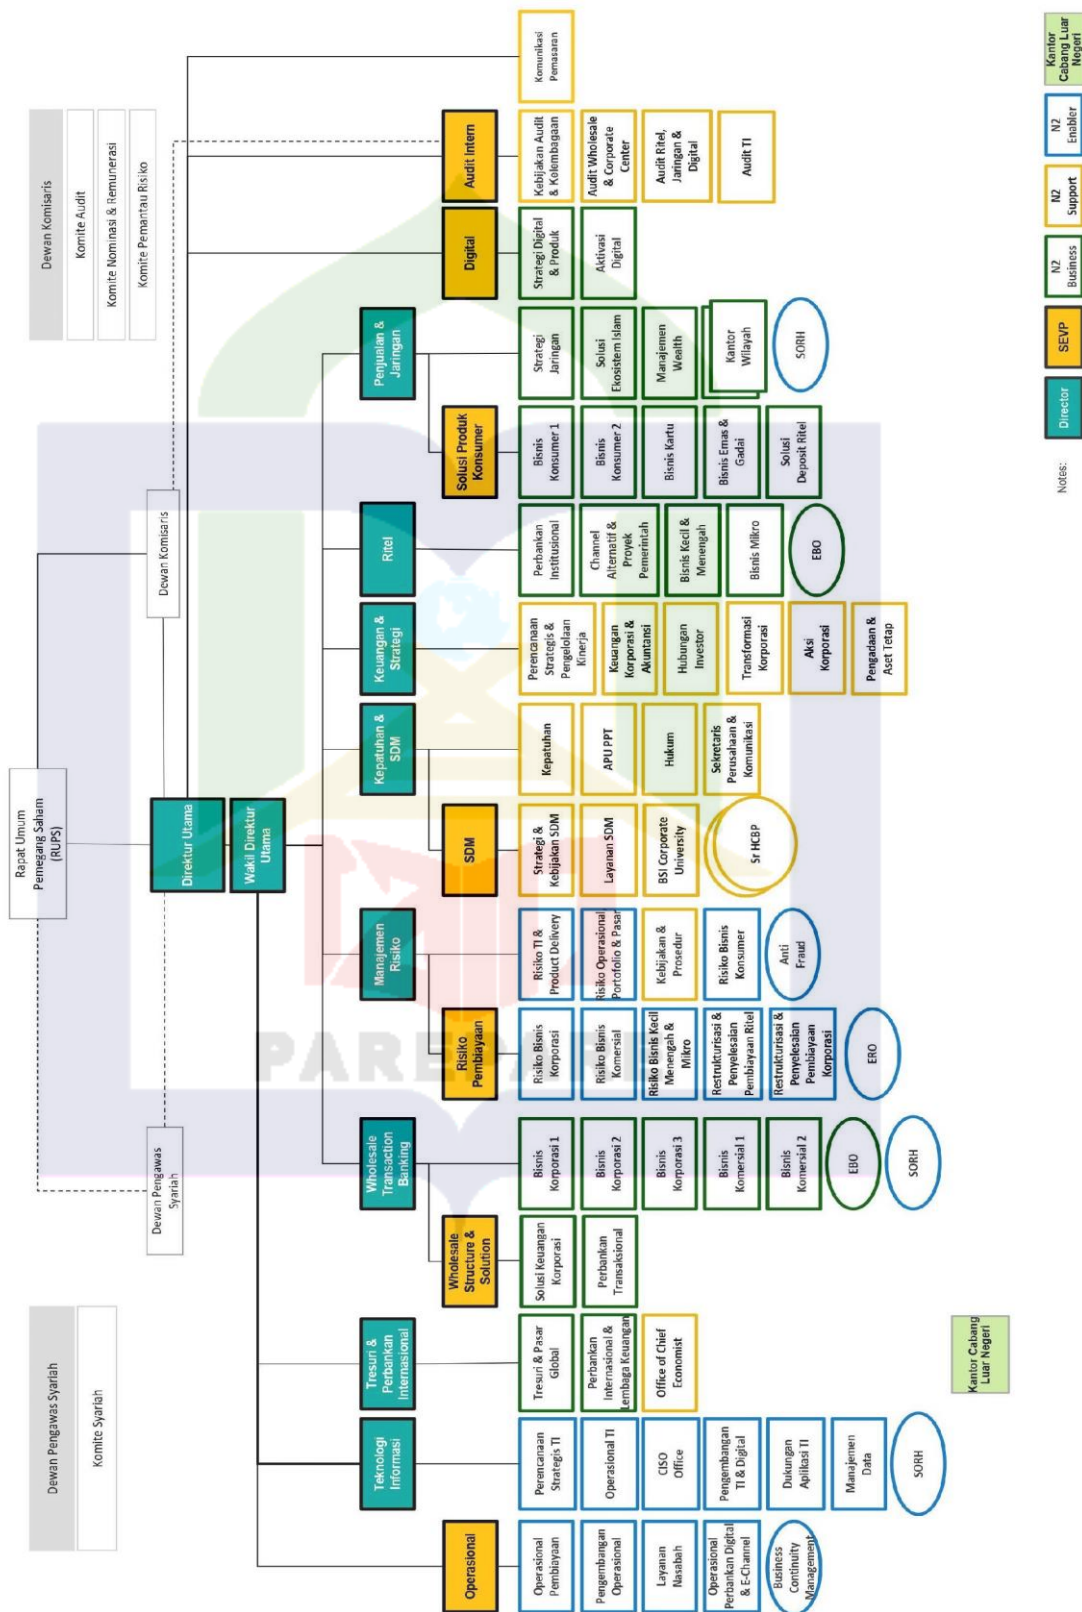 Rapat Umum
Pemegang Saham
(RUPS)
Dewan Pengawas Syariah
Komite Syariah
Dewan Komisaris
Komite Audit
Komite Nominasi & Remunerasi
Komite Pemantau Risiko
Dewan Pengawas
Syariah
Dewan Komisaris
Direktur Utama
Wakil Direktur
Utama
Operasional
Operasional
Pembiayaan
Pengembangan
Operasional
Layanan
Nasabah
Operasional
Perbankan Digital
& E-Channel
Business
Continuity
Management
Teknologi
Informasi
Perencanaan
Strategis TI
Operasional TI
CISO
Office
Pengembangan
TI & Digital
Dukungan
Aplikasi TI
Manajemen
Data
SORH
Tresuri &
Perbankan
Internasional
Tresuri & Pasar
Global
Perbankan
Internasional &
Lembaga Keuangan
Office of Chief
Economist
Kantor Cabang
Luar Negeri
Wholesale
Transaction
Banking
Wholesale
Structure &
Solution
Solusi Keuangan
Korporasi
Perbankan
Transaksional
Bisnis
Korporasi 1
Bisnis
Korporasi 2
Bisnis
Korporasi 3
Bisnis
Komersial 1
Bisnis
Komersial 2
EBO
SORH
Manajemen
Risiko
Risiko
Pembiayaan
Risiko Bisnis
Korporasi
Risiko Bisnis
Komersial
Risiko Bisnis Kecil
Menengah &
Mikro
Restrukturisasi &
Penyelesaian
Pembiayaan Ritel
Restrukturisasi &
Penyelesaian
Pembiayaan
Korporasi
ERO
Risiko TI &
Product Delivery
Risiko Operasional
Portofolio & Pasar
Kebijakan &
Prosedur
Risiko Bisnis
Konsumer
Anti
Fraud
Kepatuhan &
SDM
SDM
Strategi &
Kebijakan SDM
Layanan SDM
BSI Corporate
University
Sr HCBP
Kepatuhan
APU PPT
Hukum
Sekretaris
Perusahaan &
Komunikasi
Keuangan &
Strategi
Perencanaan
Strategis &
Pengelolaan
Kinerja
Keuangan
Korporasi &
Akuntansi
Hubungan
Investor
Transformasi
Korporasi
Aksi
Korporasi
Pengadaan &
Aset Tetap
Ritel
Perbankan
Institusional
Channel
Alternatif &
Proyek
Pemerintah
Bisnis Kecil &
Menengah
Bisnis Mikro
EBO
Penjualan &
Jaringan
Solusi Produk
Konsumer
Bisnis
Konsumer 1
Bisnis
Konsumer 2
Bisnis Kartu
Bisnis Emas &
Gadai
Solusi
Deposit Ritel
Strategi
Jaringan
Solusi
Ekosistem Islam
Manajemen
Wealth
Kantor
Wilayah
SORH
Digital
Strategi Digital
& Produk
Aktivasi
Digital
Audit Intern
Kebijakan Audit
& Kelembagaan
Audit Wholesale
& Corporate
Center
Audit Ritel,
Jaringan &
Digital
Audit TI
Komunikasi
Pemasaran
Notes:
Director
SEVP
N2
Business
N2
Support
N2
Enabler
Kantor
Cabang Luar
Negeri
PAREPARE